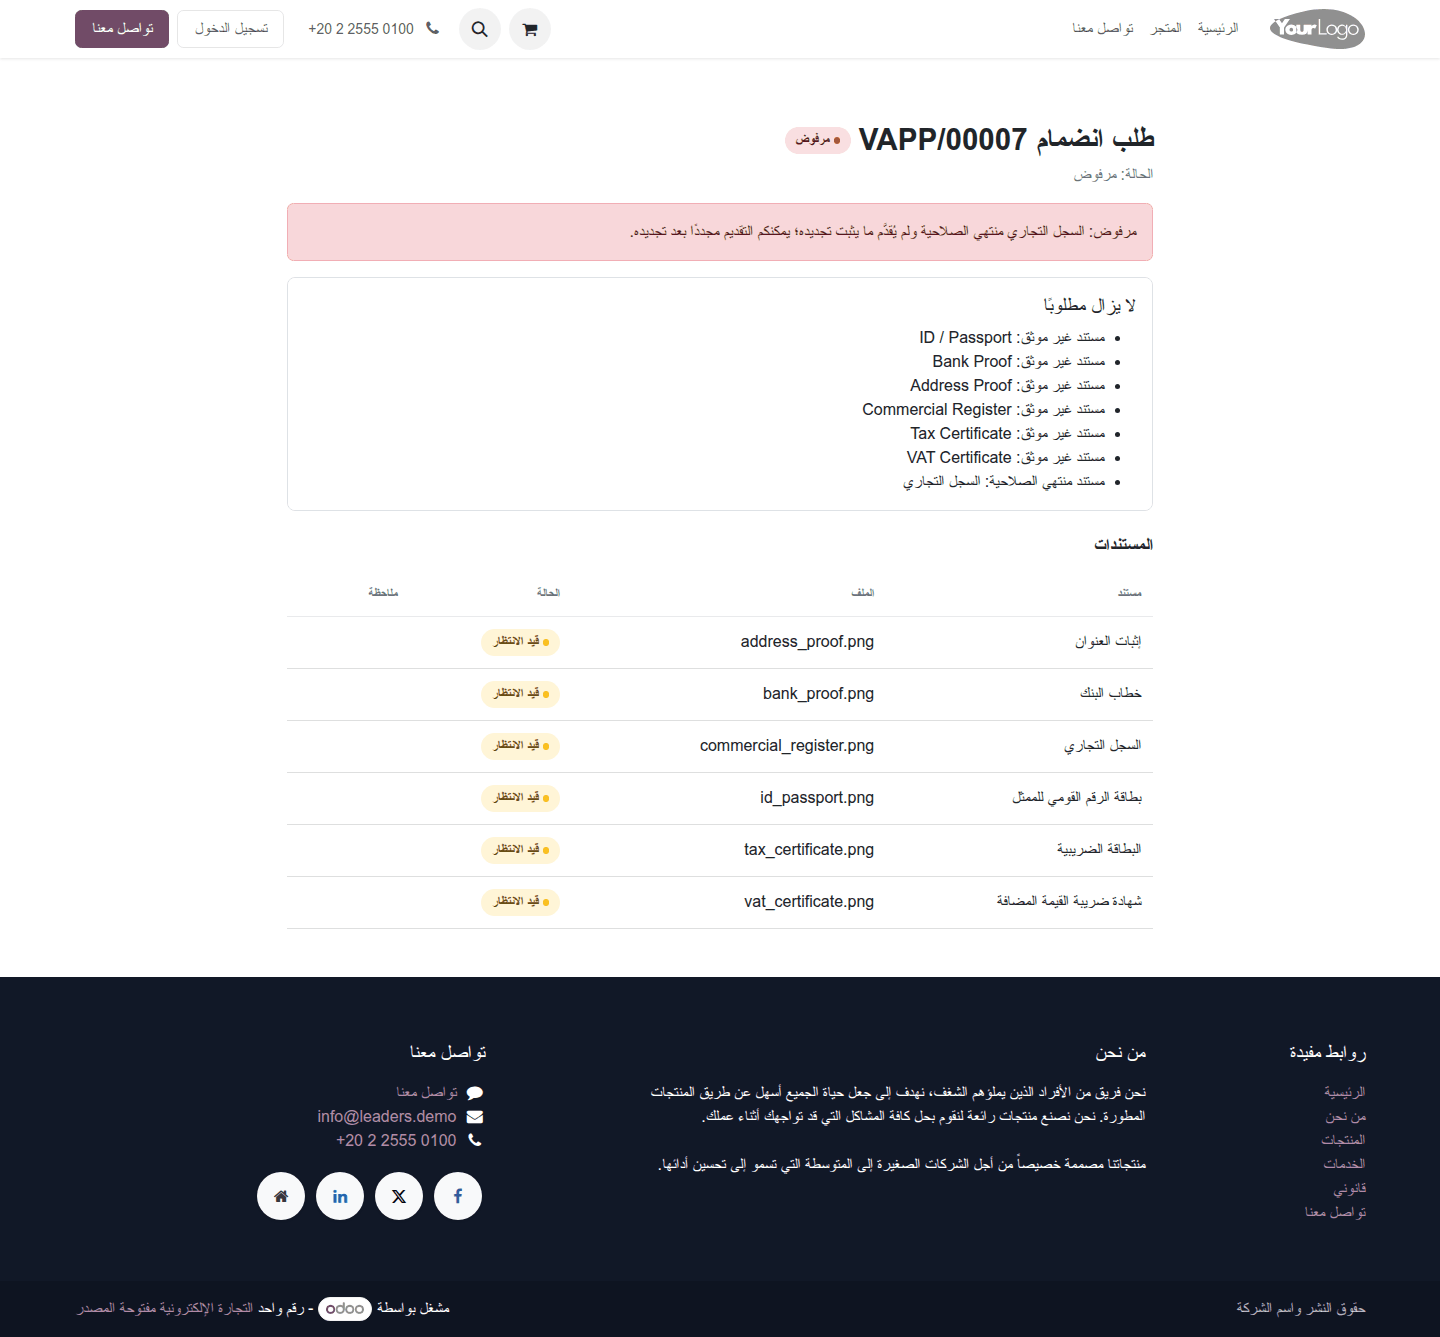 YourLogo
الرئيسية
المتجر
تواصل معنا
+20 2 2555 0100
تسجيل الدخول
تواصل معنا
طلب انضمام VAPP/00007
مرفوض
الحالة: مرفوض
مرفوض: السجل التجاري منتهي الصلاحية ولم يُقدَّم ما يثبت تجديده؛ يمكنكم التقديم مجددًا بعد تجديده.
لا يزال مطلوبًا
مستند غير موثق: ID / Passport
مستند غير موثق: Bank Proof
مستند غير موثق: Address Proof
مستند غير موثق: Commercial Register
مستند غير موثق: Tax Certificate
مستند غير موثق: VAT Certificate
مستند منتهي الصلاحية: السجل التجاري
المستندات
مستند الملف الحالة ملاحظة
إثبات العنوان address_proof.png قيد الانتظار
خطاب البنك bank_proof.png قيد الانتظار
السجل التجاري commercial_register.png قيد الانتظار
بطاقة الرقم القومي للممثل id_passport.png قيد الانتظار
البطاقة الضريبية tax_certificate.png قيد الانتظار
شهادة ضريبة القيمة المضافة vat_certificate.png قيد الانتظار
روابط مفيدة
الرئيسية
من نحن
المنتجات
الخدمات
قانوني
تواصل معنا
من نحن
نحن فريق من الأفراد الذين يملؤهم الشغف، نهدف إلى جعل حياة الجميع أسهل عن طريق المنتجات
المطورة. نحن نصنع منتجات رائعة لنقوم بحل كافة المشاكل التي قد تواجهك أثناء عملك.
منتجاتنا مصممة خصيصاً من أجل الشركات الصغيرة إلى المتوسطة التي تسمو إلى تحسين أدائها.
تواصل معنا
تواصل معنا
info@leaders.demo
+20 2 2555 0100
حقوق النشر واسم الشركة
مشغل بواسطة odoo - رقم واحد التجارة الإلكترونية مفتوحة المصدر